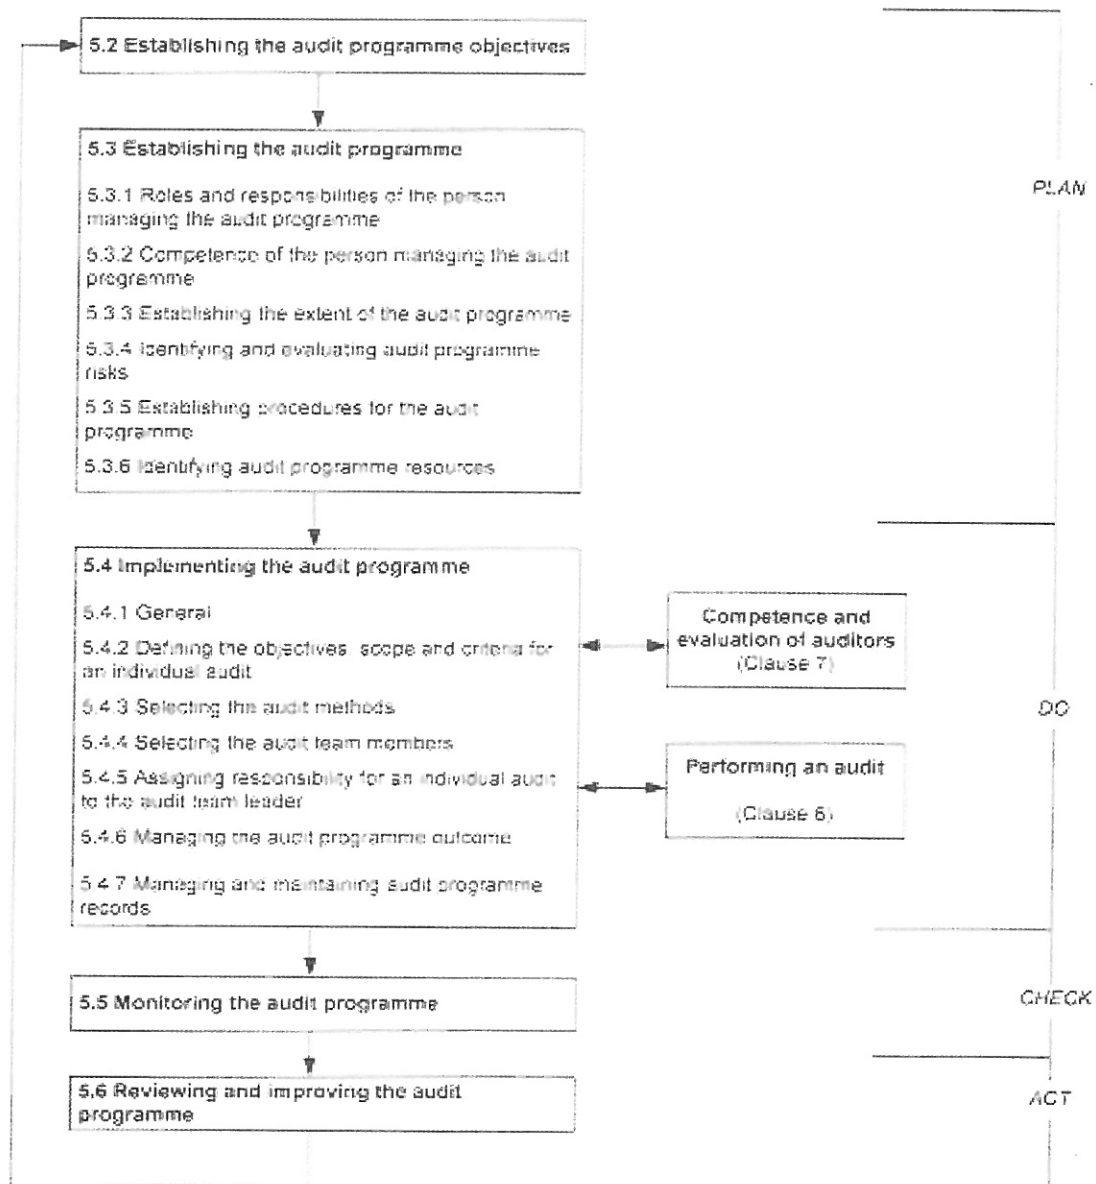 5.2 Establishing the audit programme objectives
5.3 Establishing the audit programme
5.3.1 Roles and responsibilities of the person
managing the audit programme
5.3.2 Competence of the person managing the audit
programme
5.3.3 Establishing the extent of the audit programme
5.3.4 Identifying and evaluating audit programme
risks
5.3.5 Establishing procedures for the audit
programme
5.3.6 Identifying audit programme resources
PLAN
5.4 Implementing the audit programme
5.4.1 General
5.4.2 Defining the objectives, scope and criteria for
an individual audit
5.4.3 Selecting the audit methods
5.4.4 Selecting the audit team members
5.4.5 Assigning responsibility for an individual audit
to the audit team leader
5.4.6 Managing the audit programme outcome
5.4.7 Managing and maintaining audit programme
records
Competence and
evaluation of auditors
(Clause 7)
Performing an audit
(Clause 6)
DO
5.5 Monitoring the audit programme
CHECK
5.6 Reviewing and improving the audit
programme
ACT